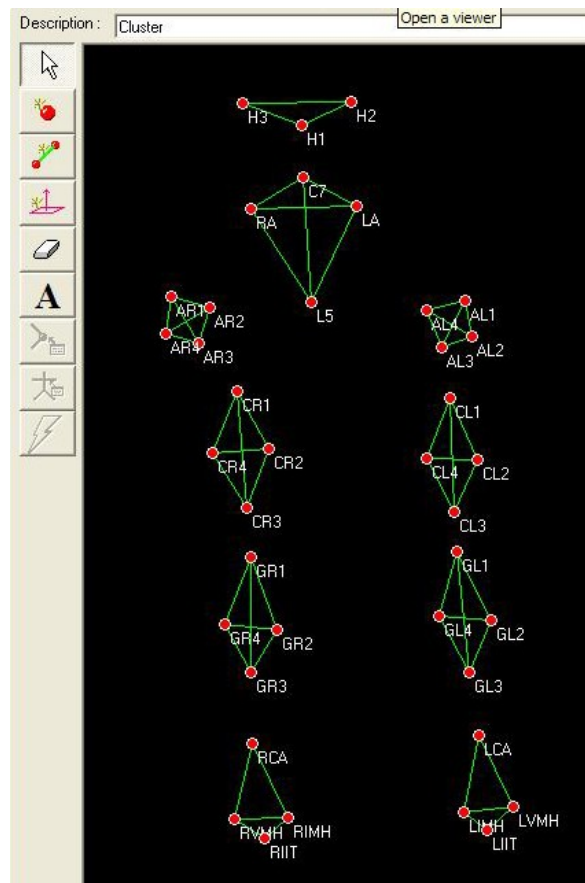 Description : Cluster
Open a viewer
A
H3 H2
H1
C7
RA LA
L5
AR1 AL1
AR2 AL4
AR4 AL2
AR3 AL3
CR1 CL1
CR4 CR2 CL4 CL2
CR3 CL3
GR1 GL1
GR4 GR2 GL4 GL2
GR3 GL3
RCA LCA
RVMH RIMH LIMH LVMH
RIIT LIIT